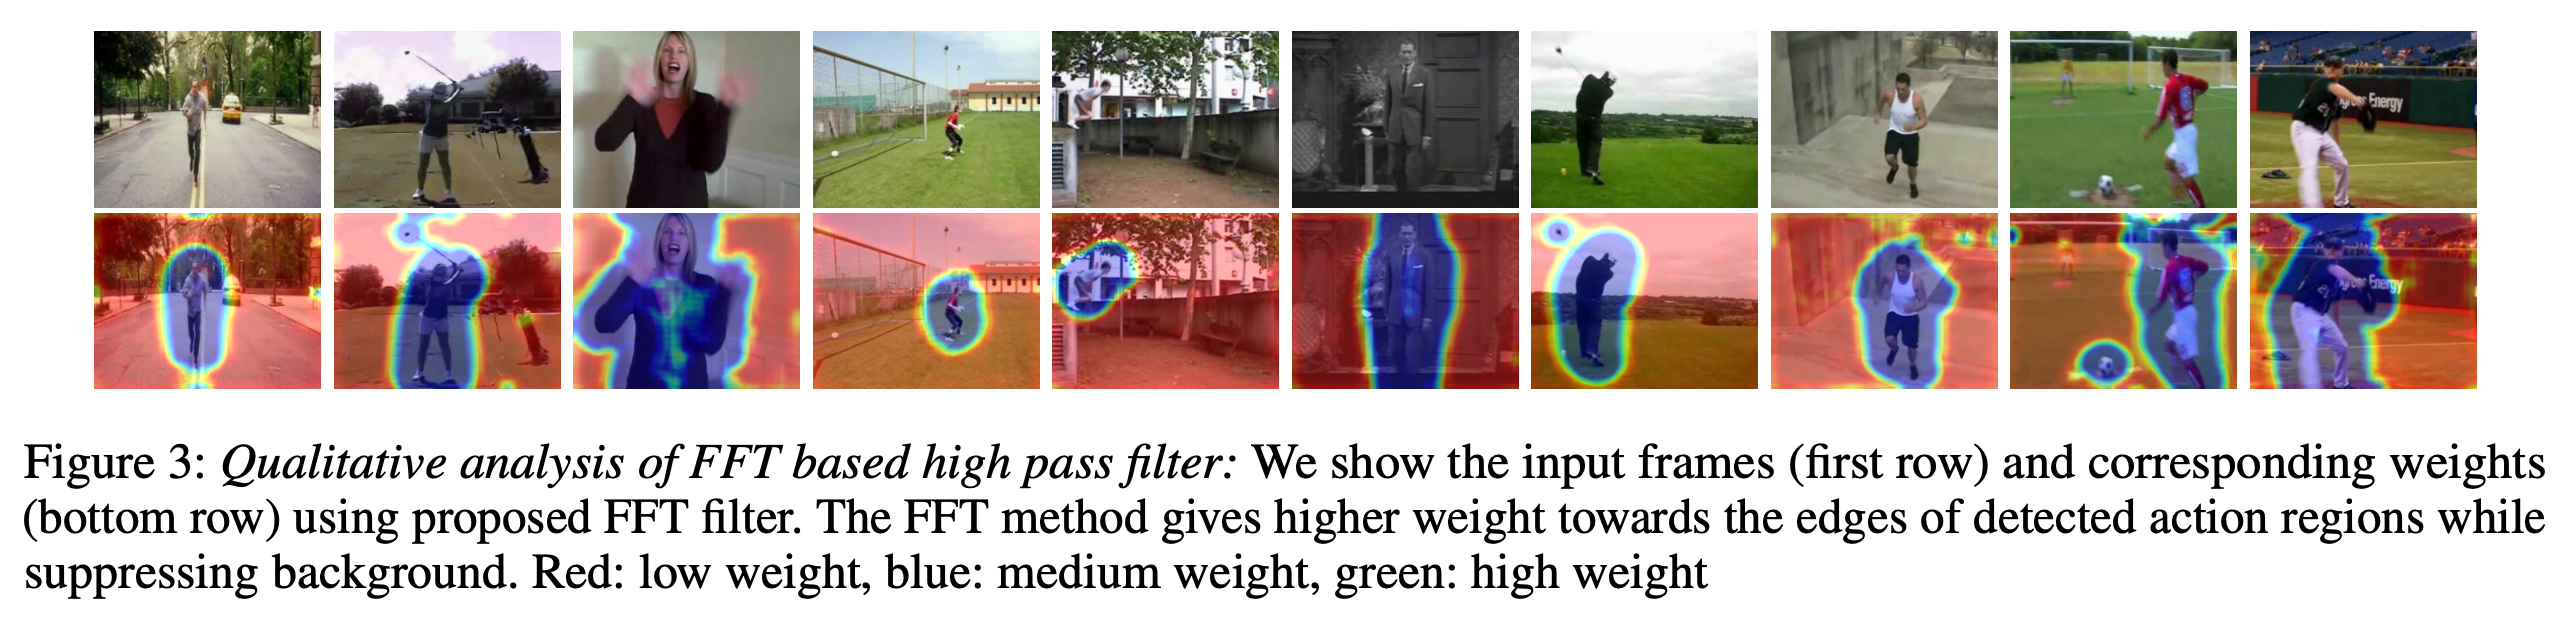 Energy
Energy
Figure 3: Qualitative analysis of FFT based high pass filter: We show the input frames (first row) and corresponding weights
(bottom row) using proposed FFT filter. The FFT method gives higher weight towards the edges of detected action regions while
suppressing background. Red: low weight, blue: medium weight, green: high weight